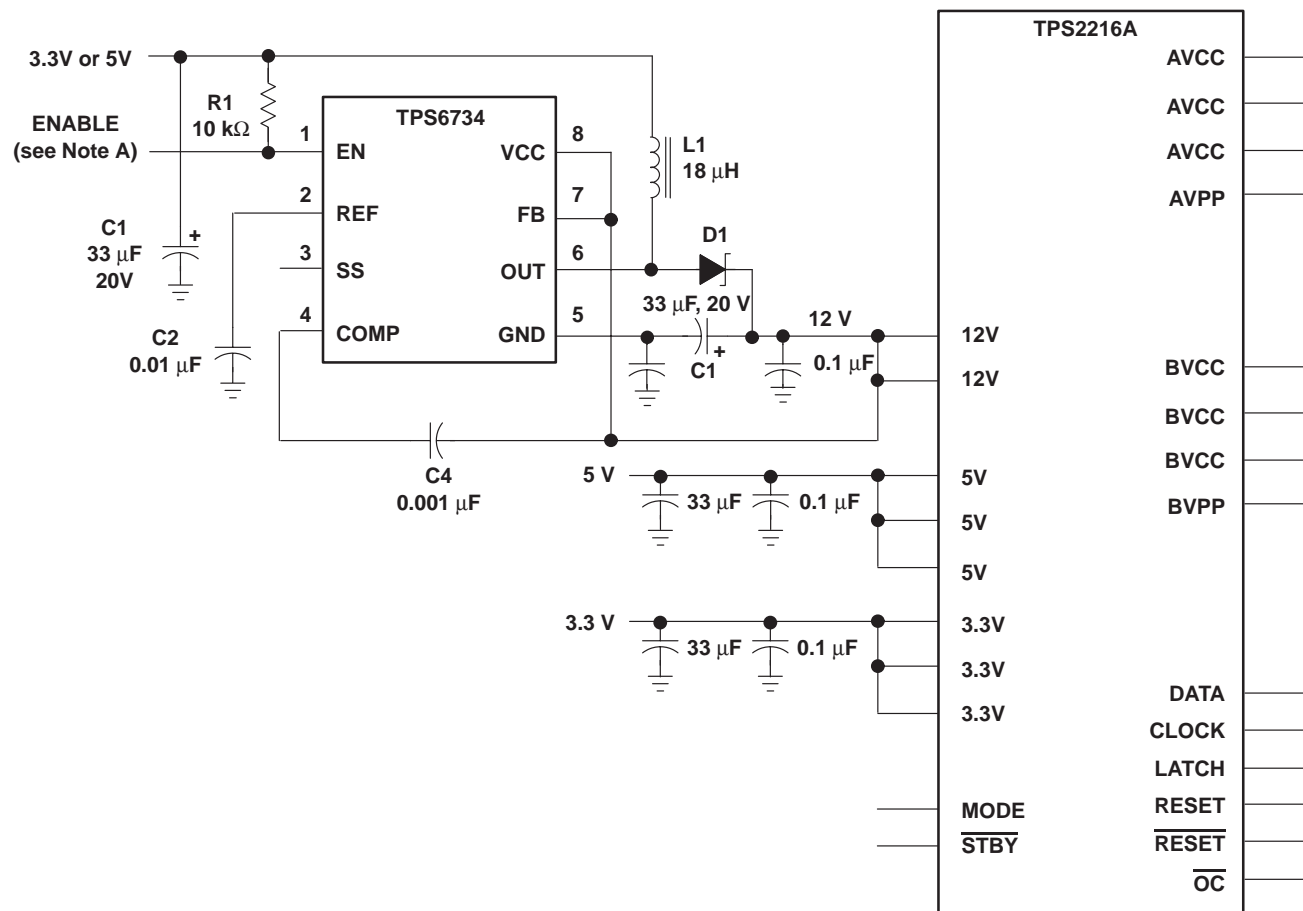 TPS2216A
3.3V or 5V
R1
10 kΩ
ENABLE
(see Note A)
TPS6734
1
EN
2
REF
3
SS
4
COMP
8
VCC
7
FB
6
OUT
5
GND
L1
18 μH
D1
C1
33 μF
20V
C2
0.01 μF
33 μF, 20 V
C1
+
+
12 V
0.1 μF
C4
0.001 μF
5 V
33 μF
0.1 μF
3.3 V
33 μF
0.1 μF
12V
12V
5V
5V
5V
3.3V
3.3V
3.3V
MODE
STBY
AVCC
AVCC
AVCC
AVPP
BVCC
BVCC
BVCC
BVPP
DATA
CLOCK
LATCH
RESET
RESET
OC